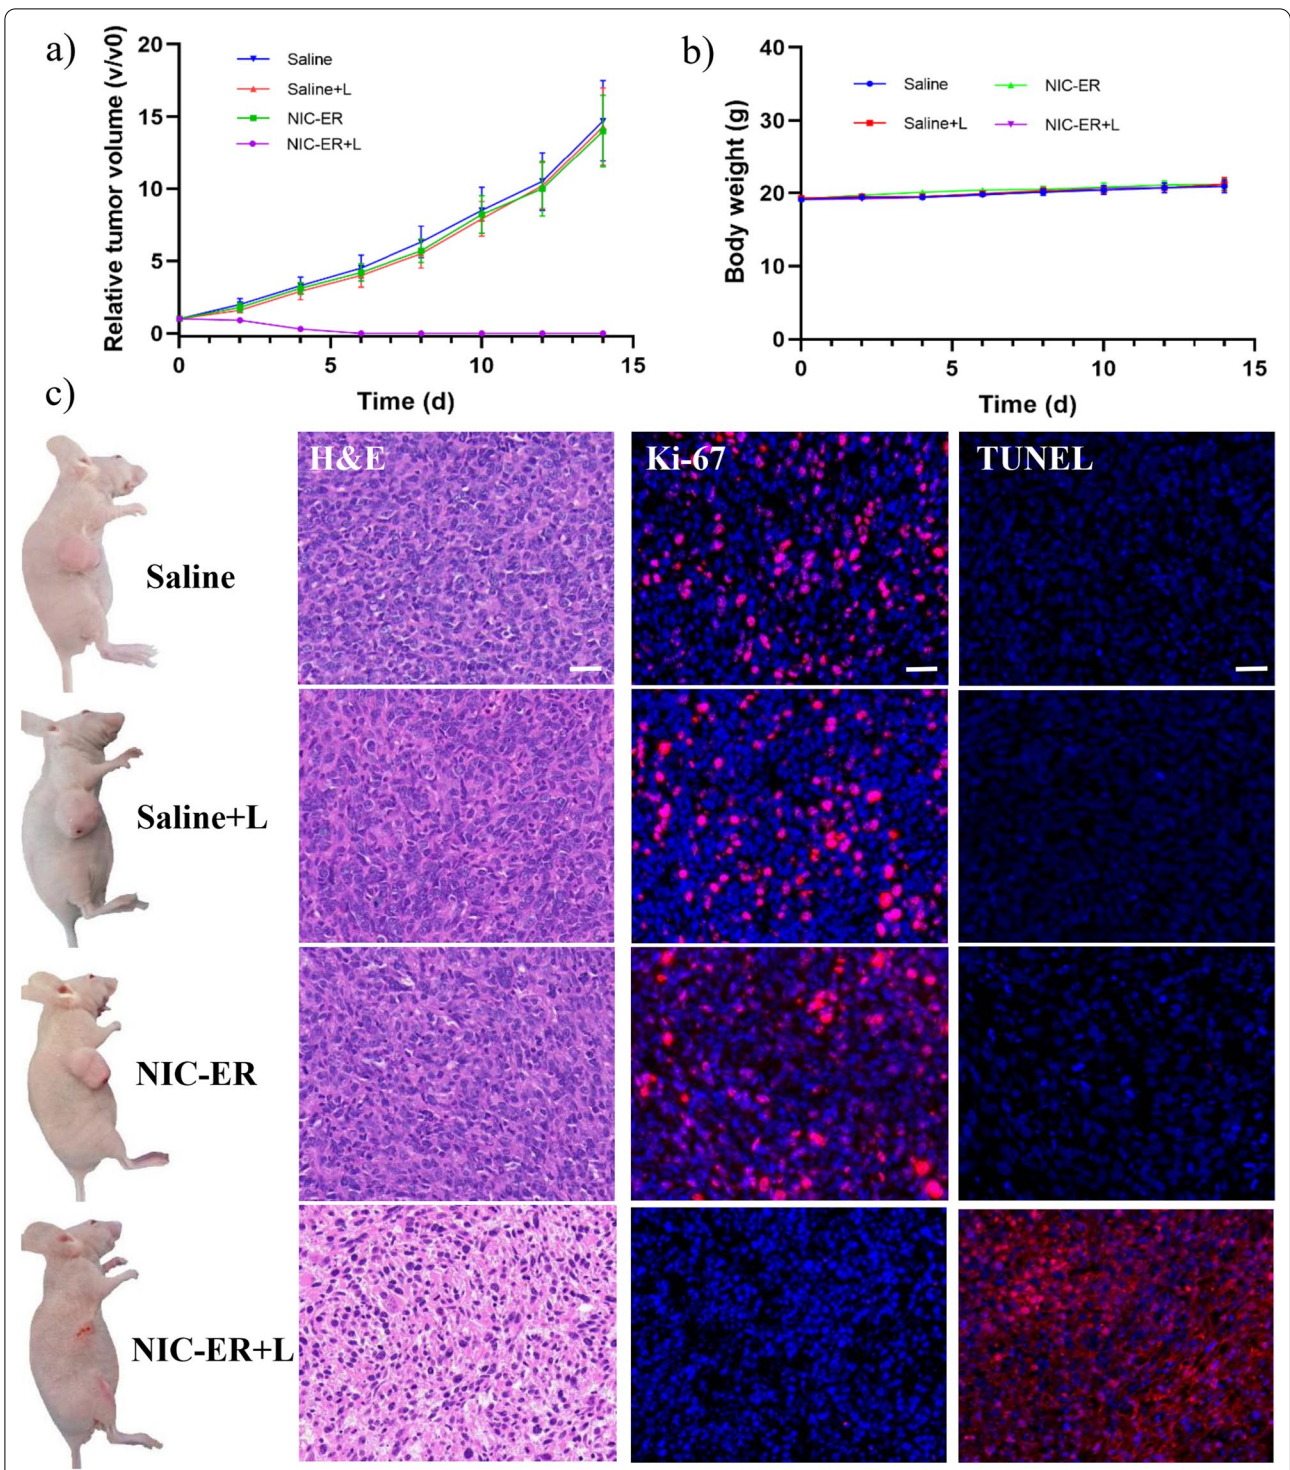 a)
Relative tumor volume (v/v0)
20
15
10
5
0
Saline
Saline+L
NIC-ER
NIC-ER+L
0 5 10 15
Time (d)
b)
Body weight (g)
40
30
20
10
0
Saline NIC-ER
Saline+L NIC-ER+L
0 5 10 15
Time (d)
c)
H&E Ki-67 TUNEL
Saline
Saline+L
NIC-ER
NIC-ER+L